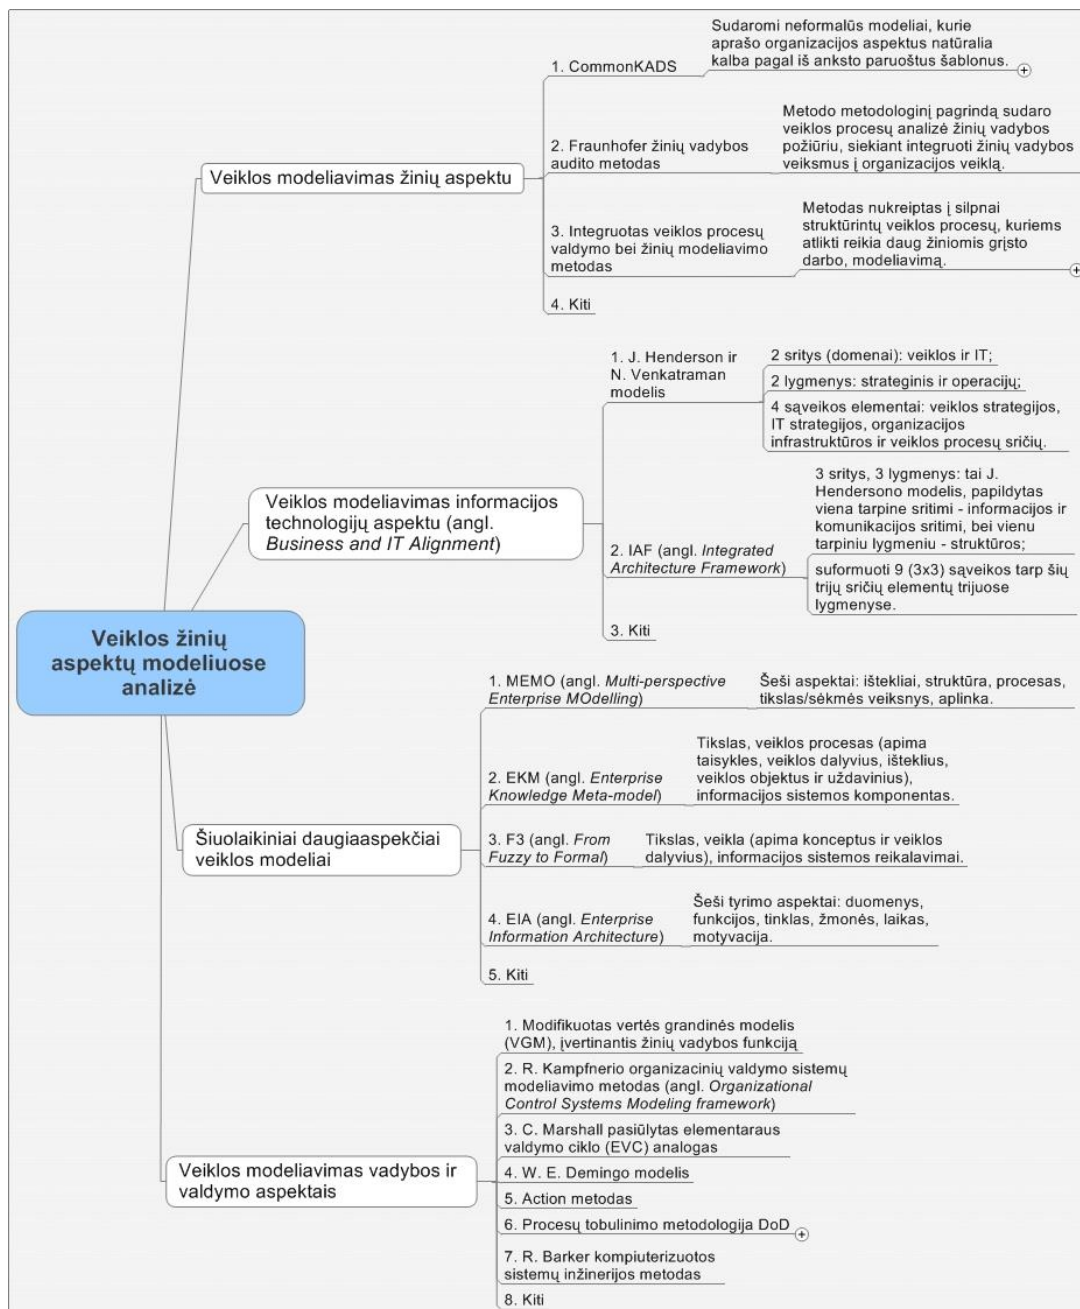 Veiklos žinių
aspektų modeliuose
analizė
Veiklos modeliavimas žinių aspektu
1. CommonKADS
Sudaromi neformalūs modeliai, kurie
aprašo organizacijos aspektus natūralia
kalba pagal iš anksto paruoštus šablonus.
2. Fraunhofer žinių vadybos
audito metodas
Metodo metodologinį pagrindą sudaro
veiklos procesų analizė žinių vadybos
požiūriu, siekiant integruoti žinių vadybos
veiksmus į organizacijos veiklą.
3. Integruotas veiklos procesų
valdymo bei žinių modeliavimo
metodas
Metodas nukreiptas į silpnai
struktūrintų veiklos procesų, kuriems
atlikti reikia daug žiniomis grįsto
darbo, modeliavimą.
4. Kiti
Veiklos modeliavimas informacijos
technologijų aspektu (angl.
Business and IT Alignment)
1. J. Henderson ir
N. Venkatraman
modelis
2 sritys (domenai): veiklos ir IT;
2 lygmenys: strateginis ir operacijų;
4 sąveikos elementai: veiklos strategijos,
IT strategijos, organizacijos
infrastruktūros ir veiklos procesų sričių.
2. IAF (angl. Integrated
Architecture Framework)
3 sritys, 3 lygmenys: tai J.
Hendersono modelis, papildytas
viena tarpine sritimi - informacijos ir
komunikacijos sritimi, bei vienu
tarpiniu lygmeniu - struktūros;
suformuoti 9 (3x3) sąveikos tarp šių
trijų sričių elementų trijuose
lygmenyse.
3. Kiti
Šiuolaikiniai daugiaaspekčiai
veiklos modeliai
1. MEMO (angl. Multi-perspective
Enterprise MOdelling)
Šeši aspektai: ištekliai, struktūra, procesas,
tikslas/sėkmės veiksnys, aplinka.
2. EKM (angl. Enterprise
Knowledge Meta-model)
Tikslas, veiklos procesas (apima
taisykles, veiklos dalyvius, išteklius,
veiklos objektus ir uždavinius),
informacijos sistemos komponentas.
3. F3 (angl. From
Fuzzy to Formal)
Tikslas, veikla (apima konceptus ir veiklos
dalyvius), informacijos sistemos reikalavimai.
4. EIA (angl. Enterprise
Information Architecture)
Šeši tyrimo aspektai: duomenys,
funkcijos, tinklas, žmonės, laikas,
motyvacija.
5. Kiti
Veiklos modeliavimas vadybos ir
valdymo aspektais
1. Modifikuotas vertės grandinės modelis
(VGM), įvertinantis žinių vadybos funkciją
2. R. Kampfnerio organizacinių valdymo sistemų
modeliavimo metodas (angl. Organizational
Control Systems Modeling framework)
3. C. Marshall pasiūlytas elementaraus
valdymo ciklo (EVC) analogas
4. W. E. Demingo modelis
5. Action metodas
6. Procesų tobulinimo metodologija DoD
7. R. Barker kompiuterizuotos
sistemų inžinerijos metodas
8. Kiti